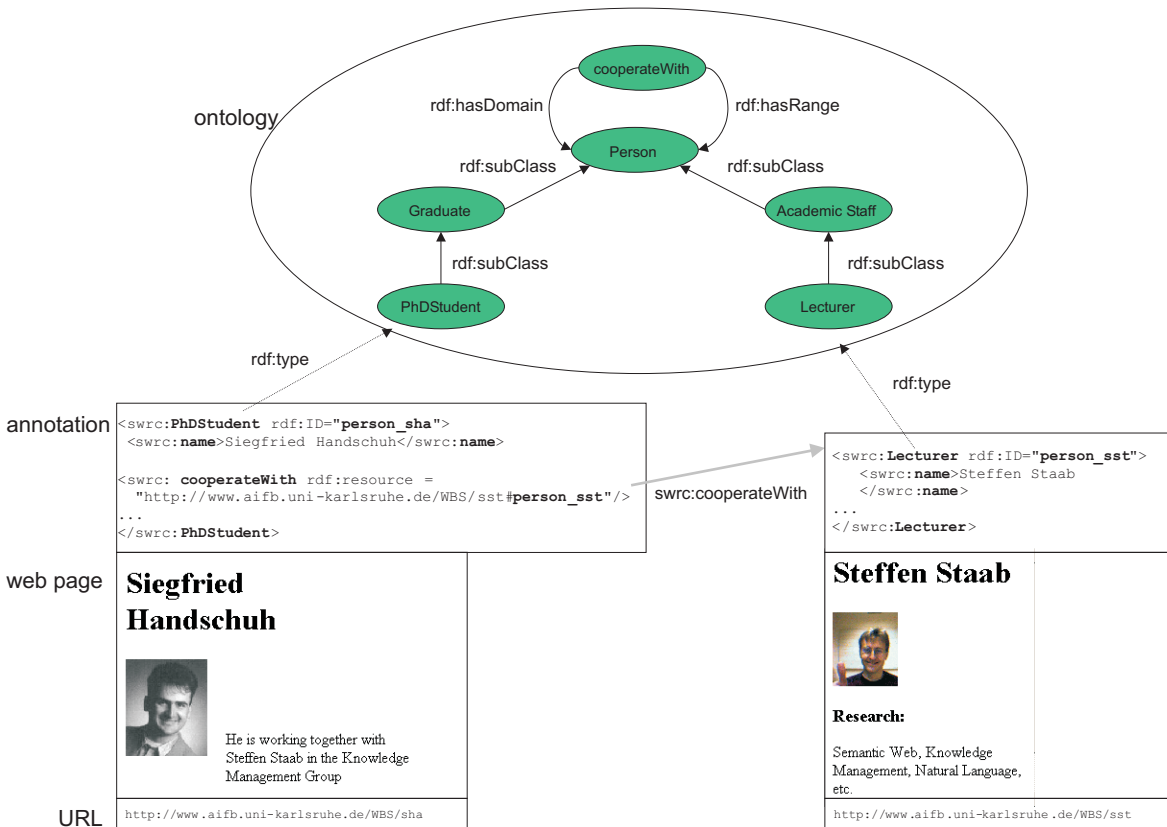 cooperateWith
rdf:hasDomain
rdf:hasRange
ontology
Person
rdf:subClass
rdf:subClass
Graduate
Academic Staff
rdf:subClass
rdf:subClass
PhDStudent
Lecturer
rdf:type
rdf:type
annotation
<swrc:PhDStudent rdf:ID="person_sha">
<swrc:name>Siegfried Handschuh</swrc:name>
<swrc: cooperateWith rdf:resource =
"http://www.aifb.uni-karlsruhe.de/WBS/sst#person_sst"/>
...
</swrc:PhDStudent>
swrc:cooperateWith
<swrc:Lecturer rdf:ID="person_sst">
<swrc:name>Steffen Staab
</swrc:name>
...
</swrc:Lecturer>
web page
Siegfried
Handschuh
He is working together with
Steffen Staab in the Knowledge
Management Group
Steffen Staab
Research:
Semantic Web, Knowledge
Management, Natural Language,
etc.
URL
http://www.aifb.uni-karlsruhe.de/WBS/sha
http://www.aifb.uni-karlsruhe.de/WBS/sst